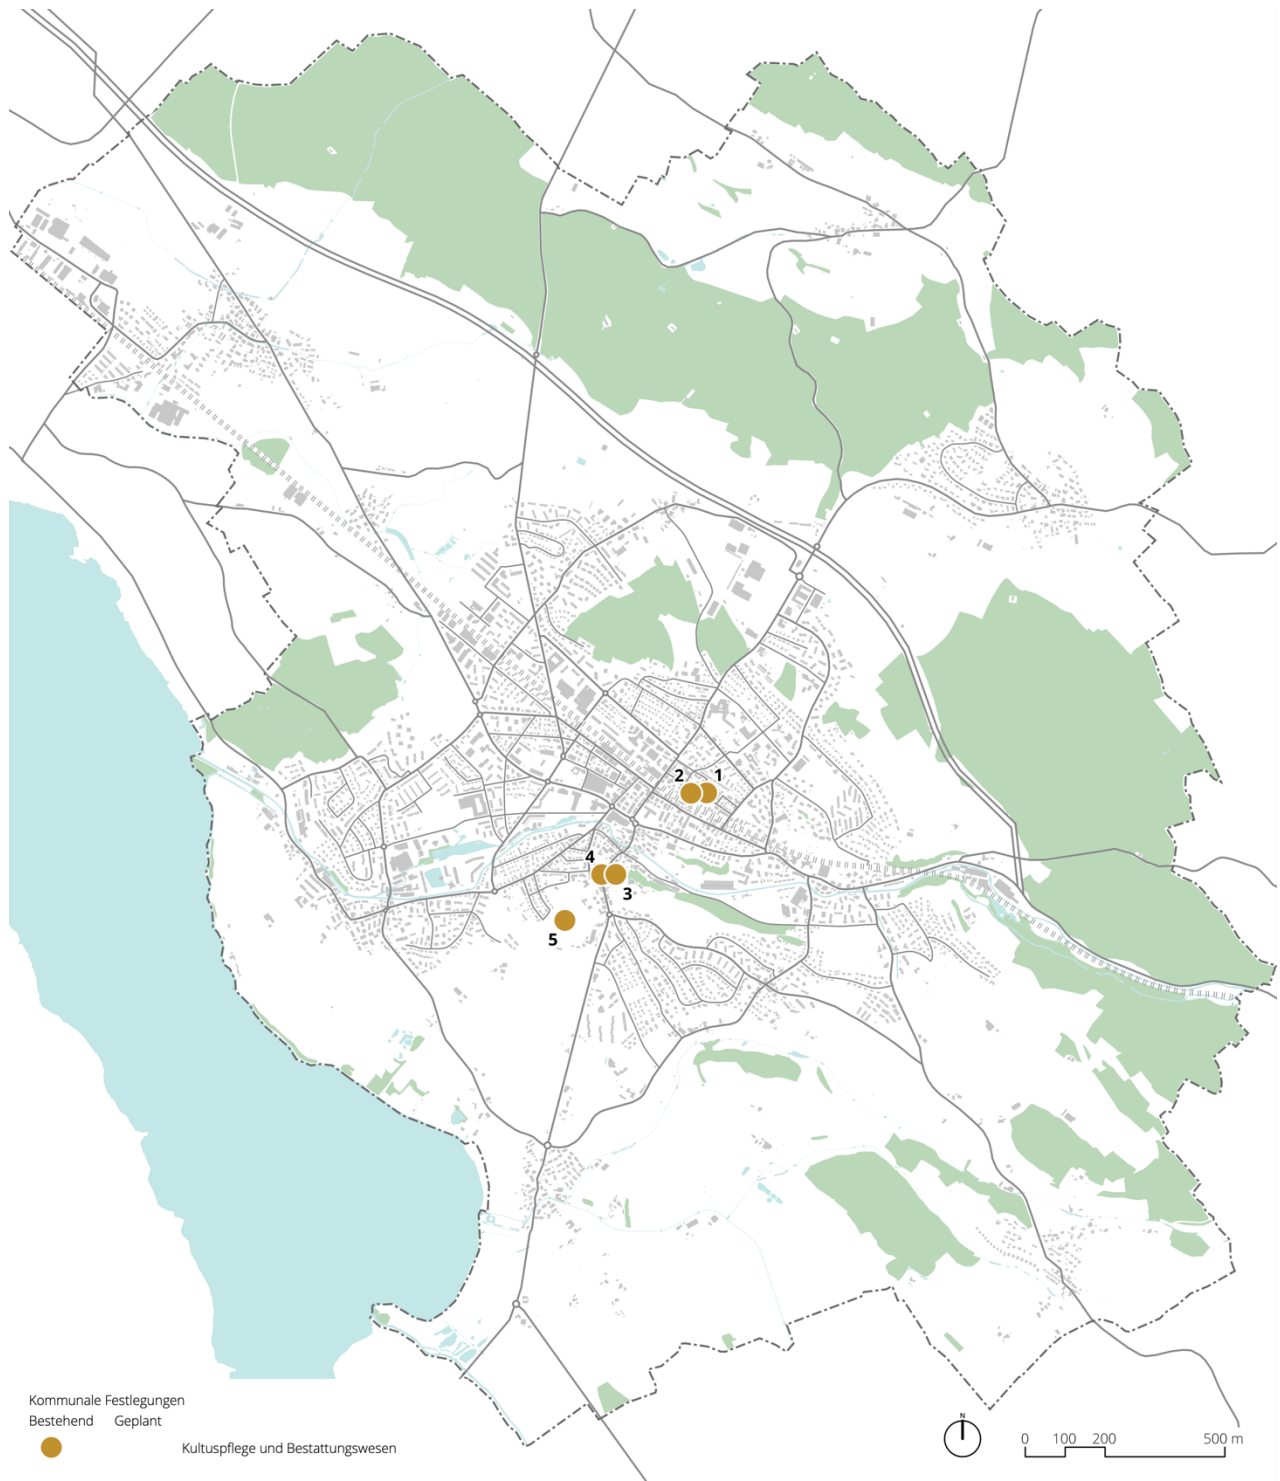 2 1
4
3
5
Kommunale Festlegungen
Bestehend Geplant
Kultuspflege und Bestattungswesen
N
0 100 200 500 m